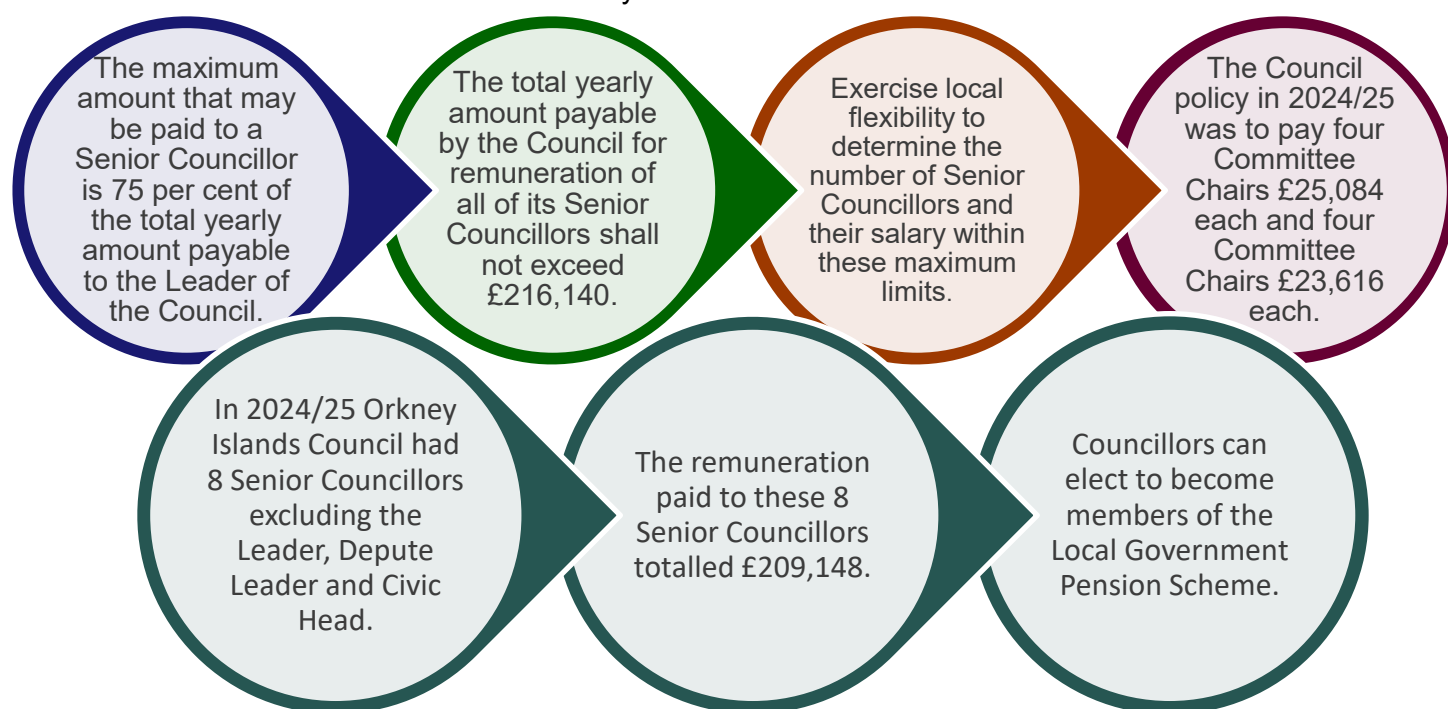 The maximum
amount that may
be paid to a
Senior Councillor
is 75 per cent of
the total yearly
amount payable
to the Leader of
the Council.
The total yearly
amount payable
by the Council for
remuneration of
all of its Senior
Councillors shall
not exceed
£216,140.
Exercise local
flexibility to
determine the
number of Senior
Councillors and
their salary within
these maximum
limits.
The Council
policy in 2024/25
was to pay four
Committee
Chairs £25,084
each and four
Committee
Chairs £23,616
each.
In 2024/25 Orkney
Islands Council had
8 Senior Councillors
excluding the
Leader, Depute
Leader and Civic
Head.
The remuneration
paid to these 8
Senior Councillors
totalled £209,148.
Councillors can
elect to become
members of the
Local Government
Pension Scheme.